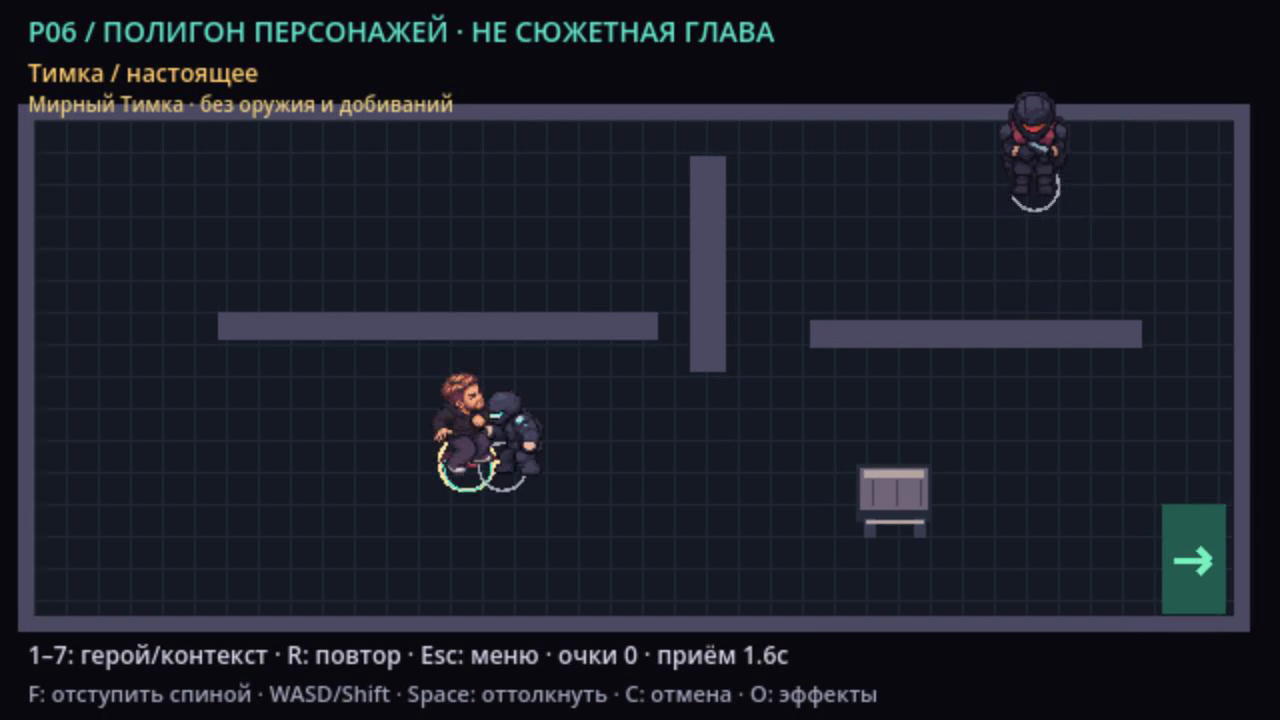 P06 / ПОЛИГОН ПЕРСОНАЖЕЙ · НЕ СЮЖЕТНАЯ ГЛАВА
Тимка / настоящее
Мирный Тимка · без оружия и добиваний
1–7: герой/контекст · R: повтор · Esc: меню · очки 0 · приём 1.6с
F: отступить спиной · WASD/Shift · Space: оттолкнуть · C: отмена · O: эффекты